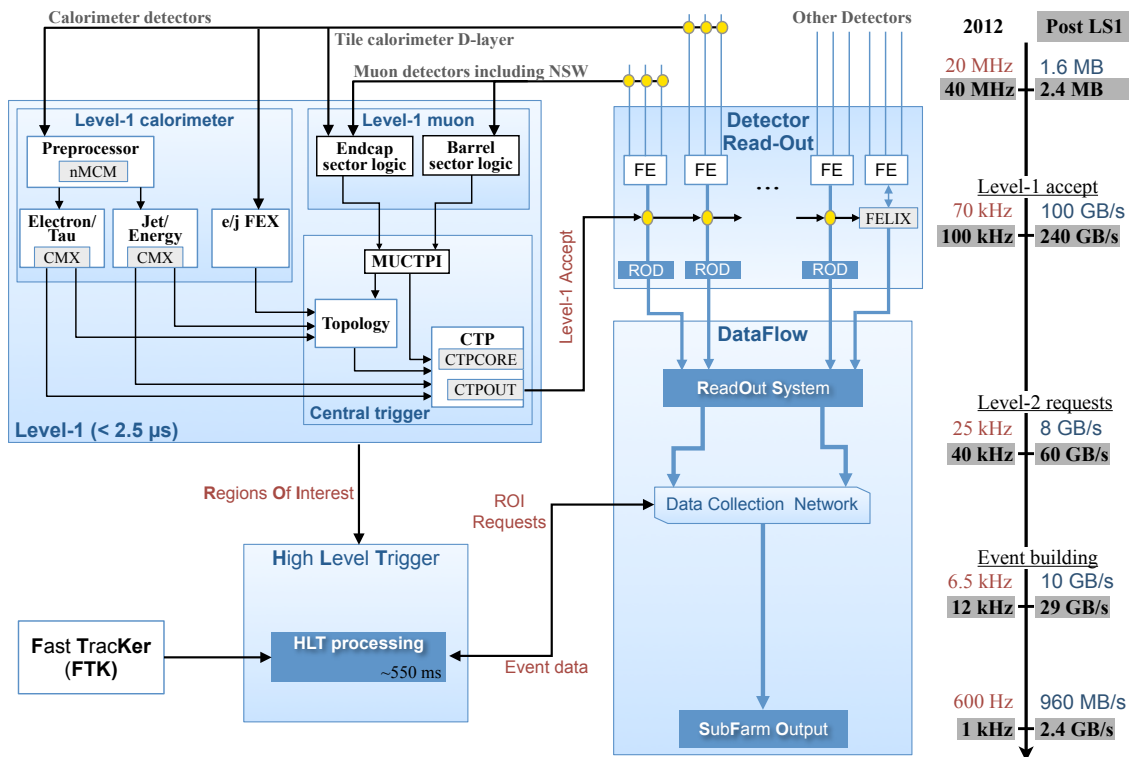 Calorimeter detectors
Tile calorimeter D-layer
Muon detectors including NSW
Other Detectors
Level-1 calorimeter
Preprocessor
nMCM
Electron/
Tau
CMX
Jet/
Energy
CMX
e/j FEX
Level-1 muon
Endcap
sector logic
Barrel
sector logic
MUCTPI
Topology
CTP
CTPCORE
CTPOUT
Central trigger
Level-1 (< 2.5 µs)
Level-1 Accept
Detector
Read-Out
FE
FE
...
FE
FE
FELIX
ROD
ROD
ROD
DataFlow
ReadOut System
Data Collection Network
SubFarm Output
Regions Of Interest
ROI
Requests
Event data
High Level Trigger
HLT processing
~550 ms
Fast TracKer
(FTK)
2012 Post LS1
20 MHz 1.6 MB
40 MHz 2.4 MB
Level-1 accept
70 kHz 100 GB/s
100 kHz 240 GB/s
Level-2 requests
25 kHz 8 GB/s
40 kHz 60 GB/s
Event building
6.5 kHz 10 GB/s
12 kHz 29 GB/s
600 Hz 960 MB/s
1 kHz 2.4 GB/s